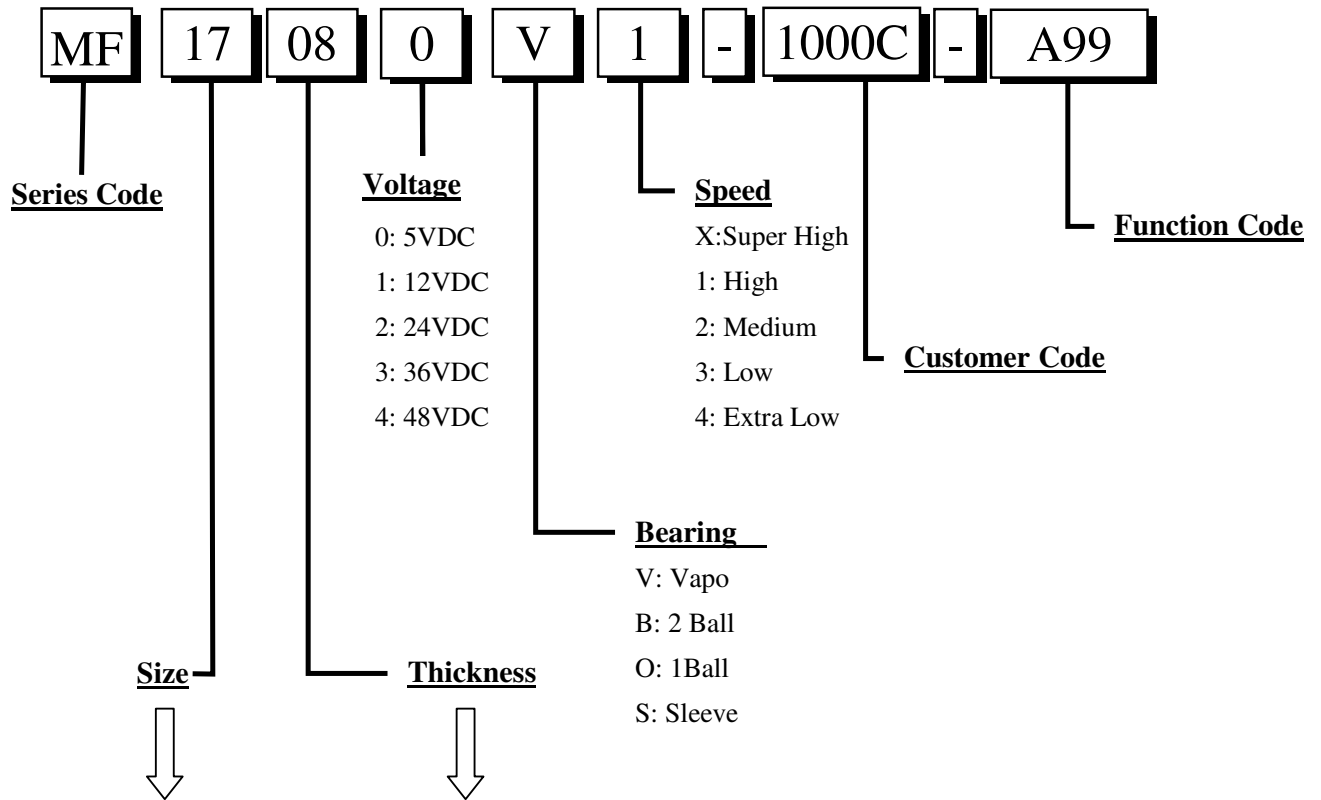 MF 17 08 0 V 1 - 1000C - A99
Series Code
Voltage
0: 5VDC
1: 12VDC
2: 24VDC
3: 36VDC
4: 48VDC
Speed
X:Super High
1: High
2: Medium
3: Low
4: Extra Low
Function Code
Customer Code
Bearing
V: Vapo
B: 2 Ball
O: 1Ball
S: Sleeve
Size
Thickness